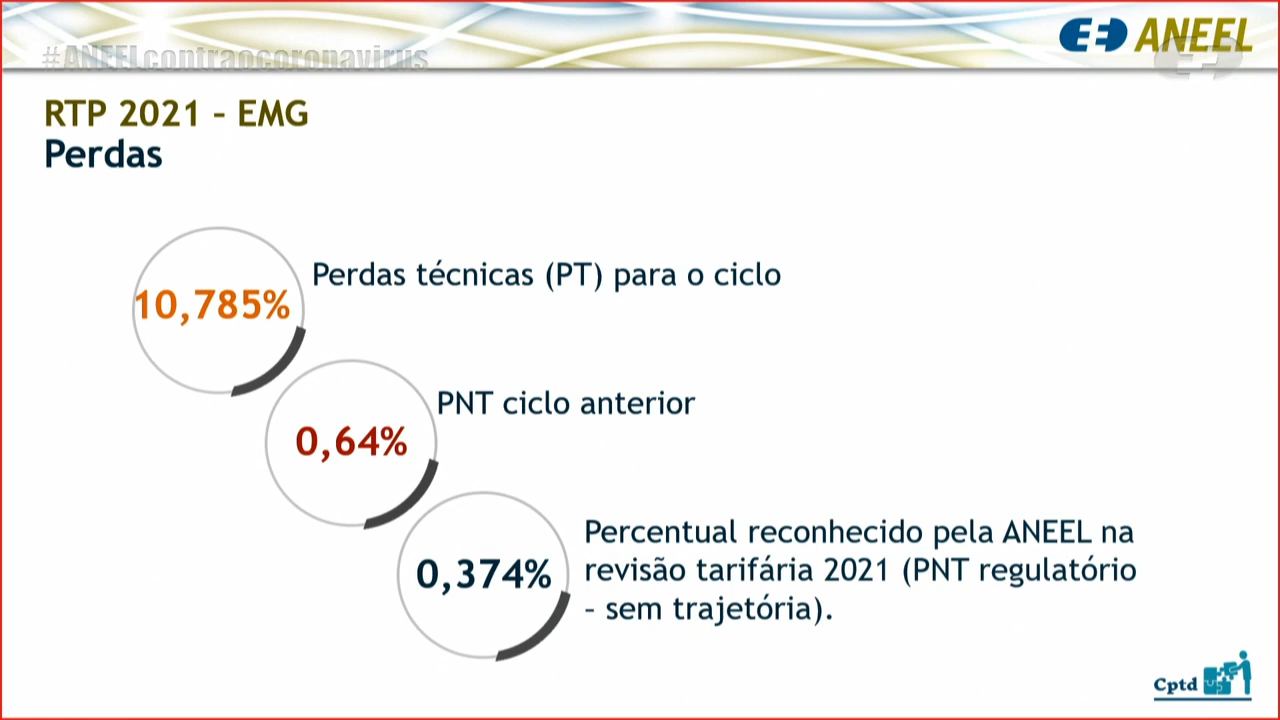 #ANEELcontraocoronavirus
ANEEL
RTP 2021 – EMG
Perdas
10,785%
Perdas técnicas (PT) para o ciclo
0,64%
PNT ciclo anterior
0,374%
Percentual reconhecido pela ANEEL na
revisão tarifária 2021 (PNT regulatório
– sem trajetória).
Cptd